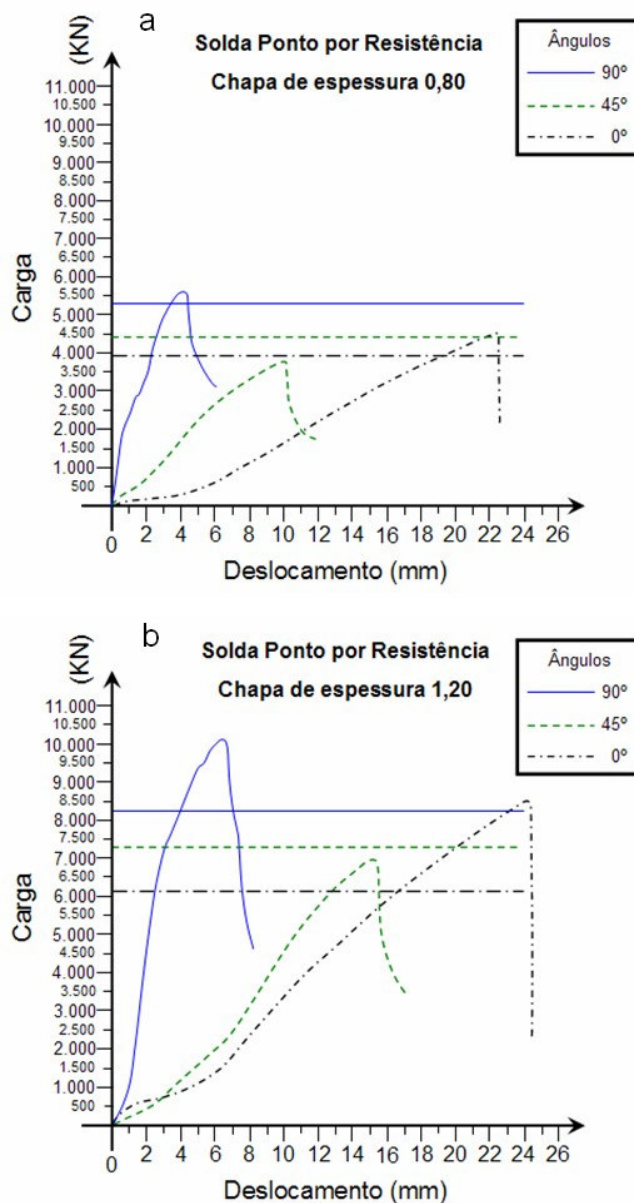 a
(KN)
Solda Ponto por Resistência
Chapa de espessura 0,80
Ângulos
90º
45º
0º
11.000
10.500
10.000
9.500
9.000
8.500
8.000
7.500
7.000
6.500
6.000
5.500
5.000
4.500
4.000
3.500
3.000
2.500
2.000
1.500
1.000
500
Carga
0 2 4 6 8 10 12 14 16 18 20 22 24 26
Deslocamento (mm)
b
(KN)
Solda Ponto por Resistência
Chapa de espessura 1,20
Ângulos
90º
45º
0º
11.000
10.500
10.000
9.500
9.000
8.500
8.000
7.500
7.000
6.500
6.000
5.500
5.000
4.500
4.000
3.500
3.000
2.500
2.000
1.500
1.000
500
Carga
0 2 4 6 8 10 12 14 16 18 20 22 24 26
Deslocamento (mm)